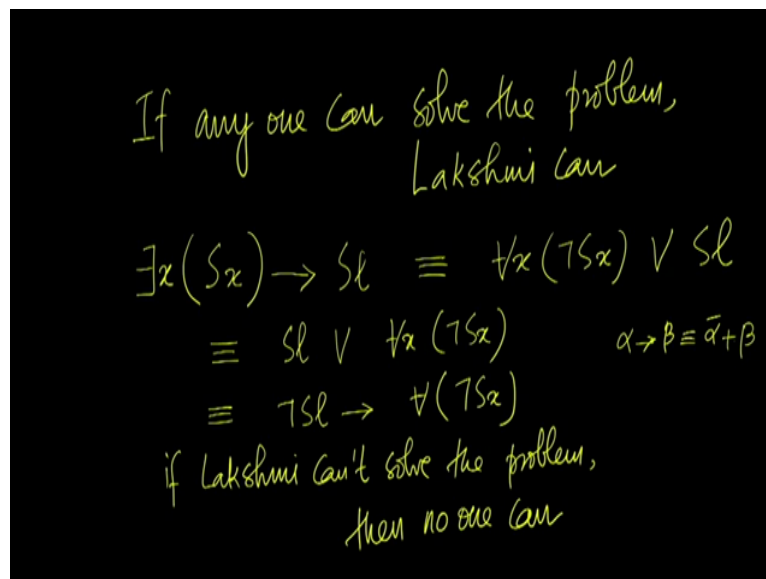 If any one can solve the problem,
Lakshmi can
∃x(Sx) → Sl ≡ ∀x(¬Sx) ∨ Sl
≡ Sl ∨ ∀x(¬Sx)
α→β ≡ ᾱ+β
≡ ¬Sl → ∀(¬Sx)
if Lakshmi can't solve the problem,
then no one can